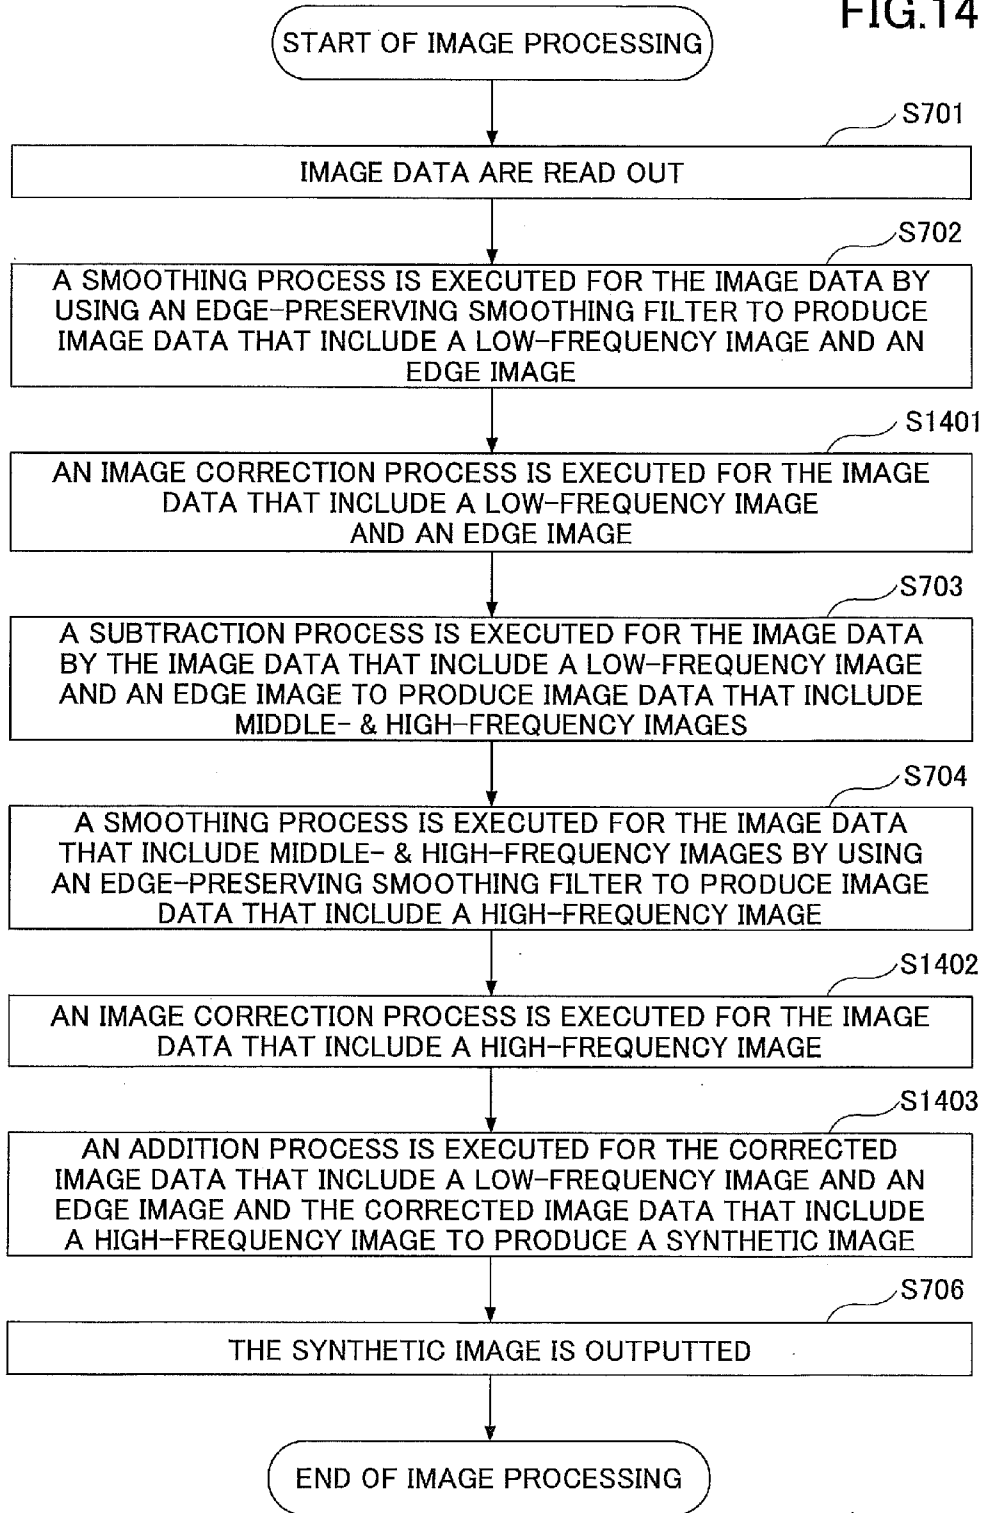 FIG.14
START OF IMAGE PROCESSING
S701
IMAGE DATA ARE READ OUT
S702
A SMOOTHING PROCESS IS EXECUTED FOR THE IMAGE DATA BY
USING AN EDGE-PRESERVING SMOOTHING FILTER TO PRODUCE
IMAGE DATA THAT INCLUDE A LOW-FREQUENCY IMAGE AND AN
EDGE IMAGE
S1401
AN IMAGE CORRECTION PROCESS IS EXECUTED FOR THE IMAGE
DATA THAT INCLUDE A LOW-FREQUENCY IMAGE
AND AN EDGE IMAGE
S703
A SUBTRACTION PROCESS IS EXECUTED FOR THE IMAGE DATA
BY THE IMAGE DATA THAT INCLUDE A LOW-FREQUENCY IMAGE
AND AN EDGE IMAGE TO PRODUCE IMAGE DATA THAT INCLUDE
MIDDLE- & HIGH-FREQUENCY IMAGES
S704
A SMOOTHING PROCESS IS EXECUTED FOR THE IMAGE DATA
THAT INCLUDE MIDDLE- & HIGH-FREQUENCY IMAGES BY USING
AN EDGE-PRESERVING SMOOTHING FILTER TO PRODUCE IMAGE
DATA THAT INCLUDE A HIGH-FREQUENCY IMAGE
S1402
AN IMAGE CORRECTION PROCESS IS EXECUTED FOR THE IMAGE
DATA THAT INCLUDE A HIGH-FREQUENCY IMAGE
S1403
AN ADDITION PROCESS IS EXECUTED FOR THE CORRECTED
IMAGE DATA THAT INCLUDE A LOW-FREQUENCY IMAGE AND AN
EDGE IMAGE AND THE CORRECTED IMAGE DATA THAT INCLUDE
A HIGH-FREQUENCY IMAGE TO PRODUCE A SYNTHETIC IMAGE
S706
THE SYNTHETIC IMAGE IS OUTPUTTED
END OF IMAGE PROCESSING